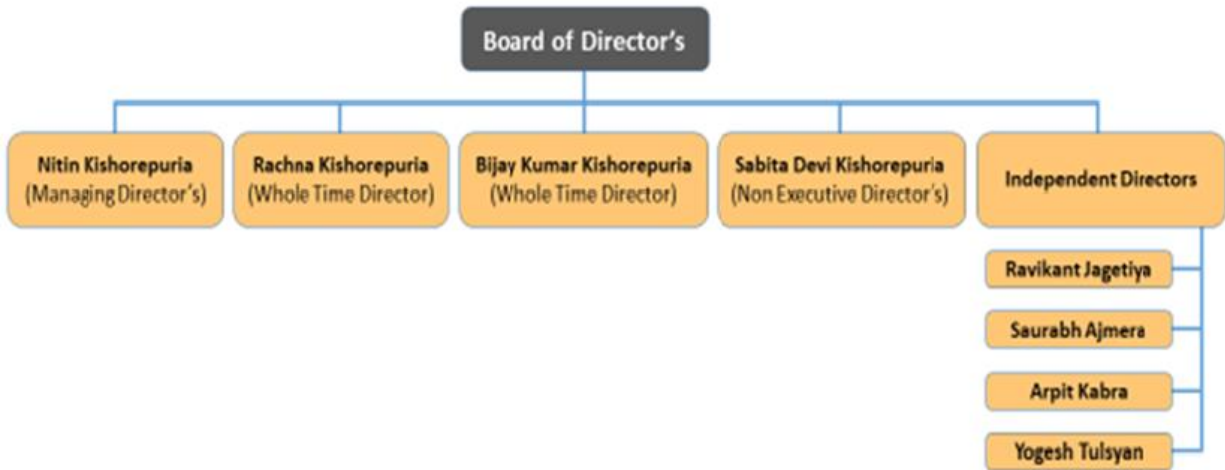 Board of Director's
Nitin Kishorepuria
(Managing Director's)
Rachna Kishorepuria
(Whole Time Director)
Bijay Kumar Kishorepuria
(Whole Time Director)
Sabita Devi Kishorepuria
(Non Executive Director's)
Independent Directors
Ravikant Jagetiya
Saurabh Ajmera
Arpit Kabra
Yogesh Tulsyan